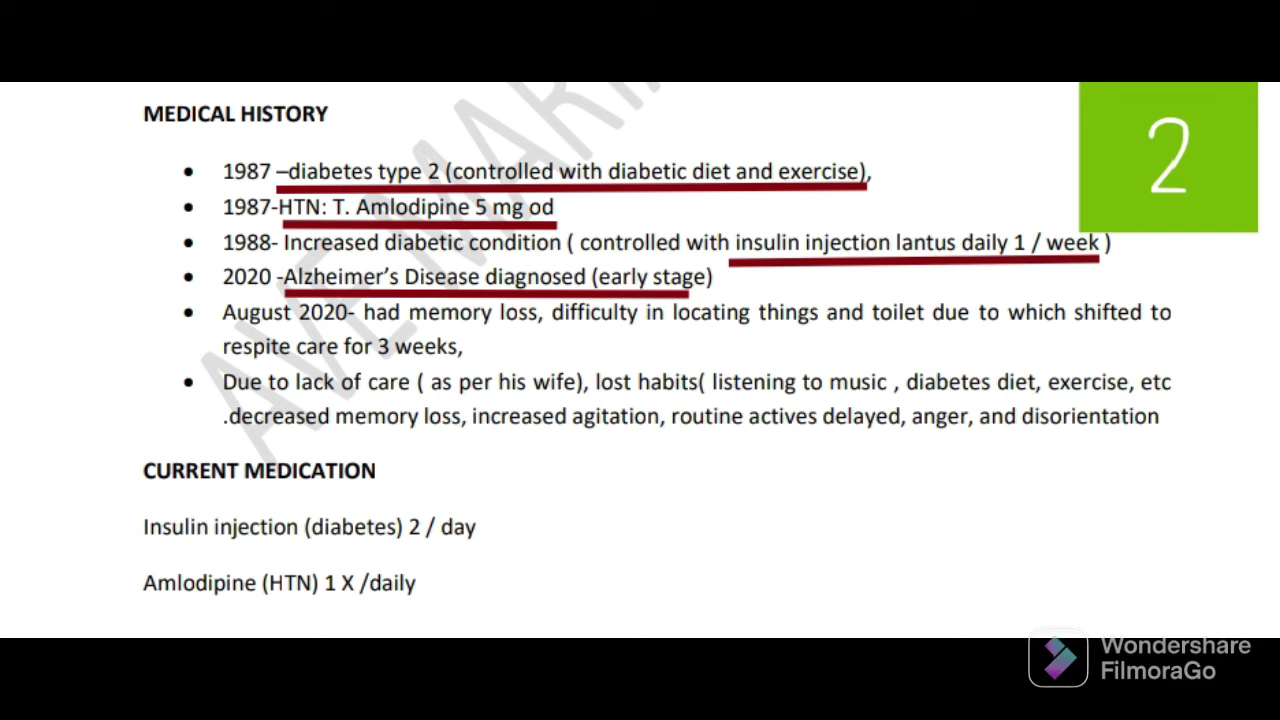 MEDICAL HISTORY
2
• 1987 –diabetes type 2 (controlled with diabetic diet and exercise),
• 1987-HTN: T. Amlodipine 5 mg od
• 1988- Increased diabetic condition ( controlled with insulin injection lantus daily 1 / week )
• 2020 -Alzheimer’s Disease diagnosed (early stage)
• August 2020- had memory loss, difficulty in locating things and toilet due to which shifted to
respite care for 3 weeks,
• Due to lack of care ( as per his wife), lost habits( listening to music , diabetes diet, exercise, etc
.decreased memory loss, increased agitation, routine actives delayed, anger, and disorientation
CURRENT MEDICATION
Insulin injection (diabetes) 2 / day
Amlodipine (HTN) 1 X /daily
AVE MARI
Wondershare
FilmoraGo